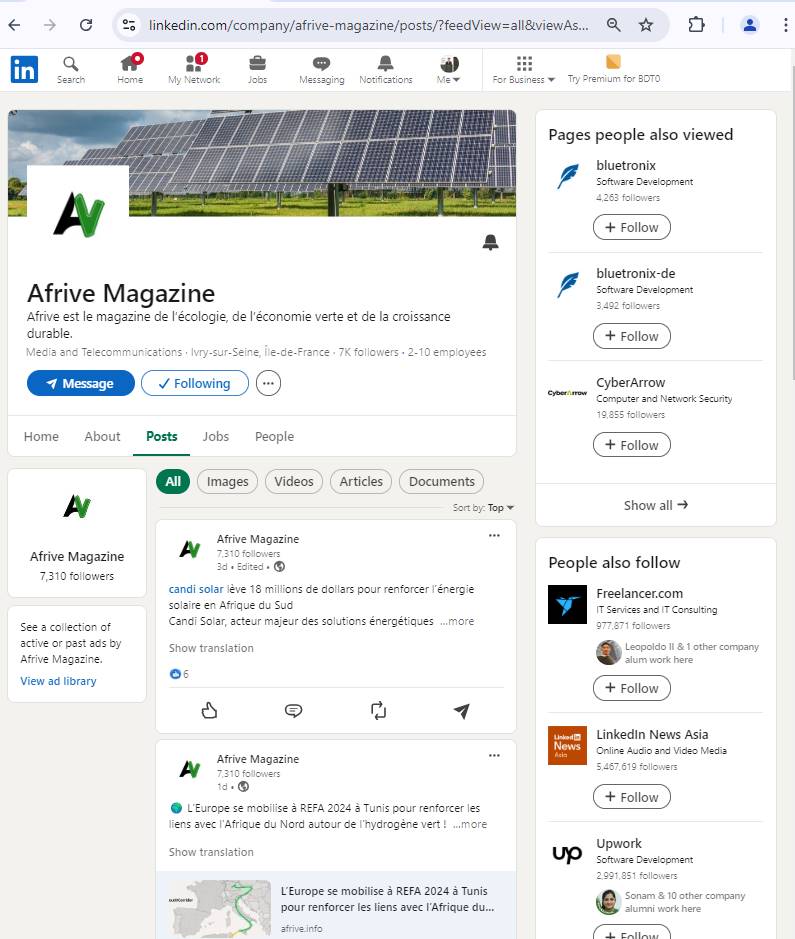 linkedin.com/company/afrive-magazine/posts/?feedView=all&viewAs...
in
Search
Home
1
My Network
Jobs
Messaging
Notifications
Me
For Business
Try Premium for BDT0
AV
Afrive Magazine
Afrive est le magazine de l'écologie, de l'économie verte et de la croissance
durable.
Media and Telecommunications · Ivry-sur-Seine, Île-de-France · 7K followers · 2-10 employees
Message
Following
Home
About
Posts
Jobs
People
AV
Afrive Magazine
7,310 followers
See a collection of
active or past ads by
Afrive Magazine.
View ad library
All
Images
Videos
Articles
Documents
Sort by: Top
AV
Afrive Magazine
7,310 followers
3d • Edited •
candi solar lève 18 millions de dollars pour renforcer l'énergie
solaire en Afrique du Sud
Candi Solar, acteur majeur des solutions énergétiques ...more
Show translation
6
AV
Afrive Magazine
7,310 followers
1d •
L'Europe se mobilise à REFA 2024 à Tunis pour renforcer les
liens avec l'Afrique du Nord autour de l'hydrogène vert ! ...more
Show translation
L'Europe se mobilise à REFA 2024 à Tunis
pour renforcer les liens avec l'Afrique du...
afrive.info
Pages people also viewed
bluetronix
Software Development
4,263 followers
+ Follow
bluetronix-de
Software Development
3,492 followers
+ Follow
CyberArrow
CyberArrow
Computer and Network Security
19,855 followers
+ Follow
Show all →
People also follow
Freelancer.com
IT Services and IT Consulting
977,871 followers
Leopoldo II & 1 other company
alum work here
+ Follow
Linked in
News
Asia
LinkedIn News Asia
Online Audio and Video Media
5,467,619 followers
+ Follow
up
Upwork
Software Development
2,991,851 followers
Sonam & 10 other company
alumni work here
+ Follow